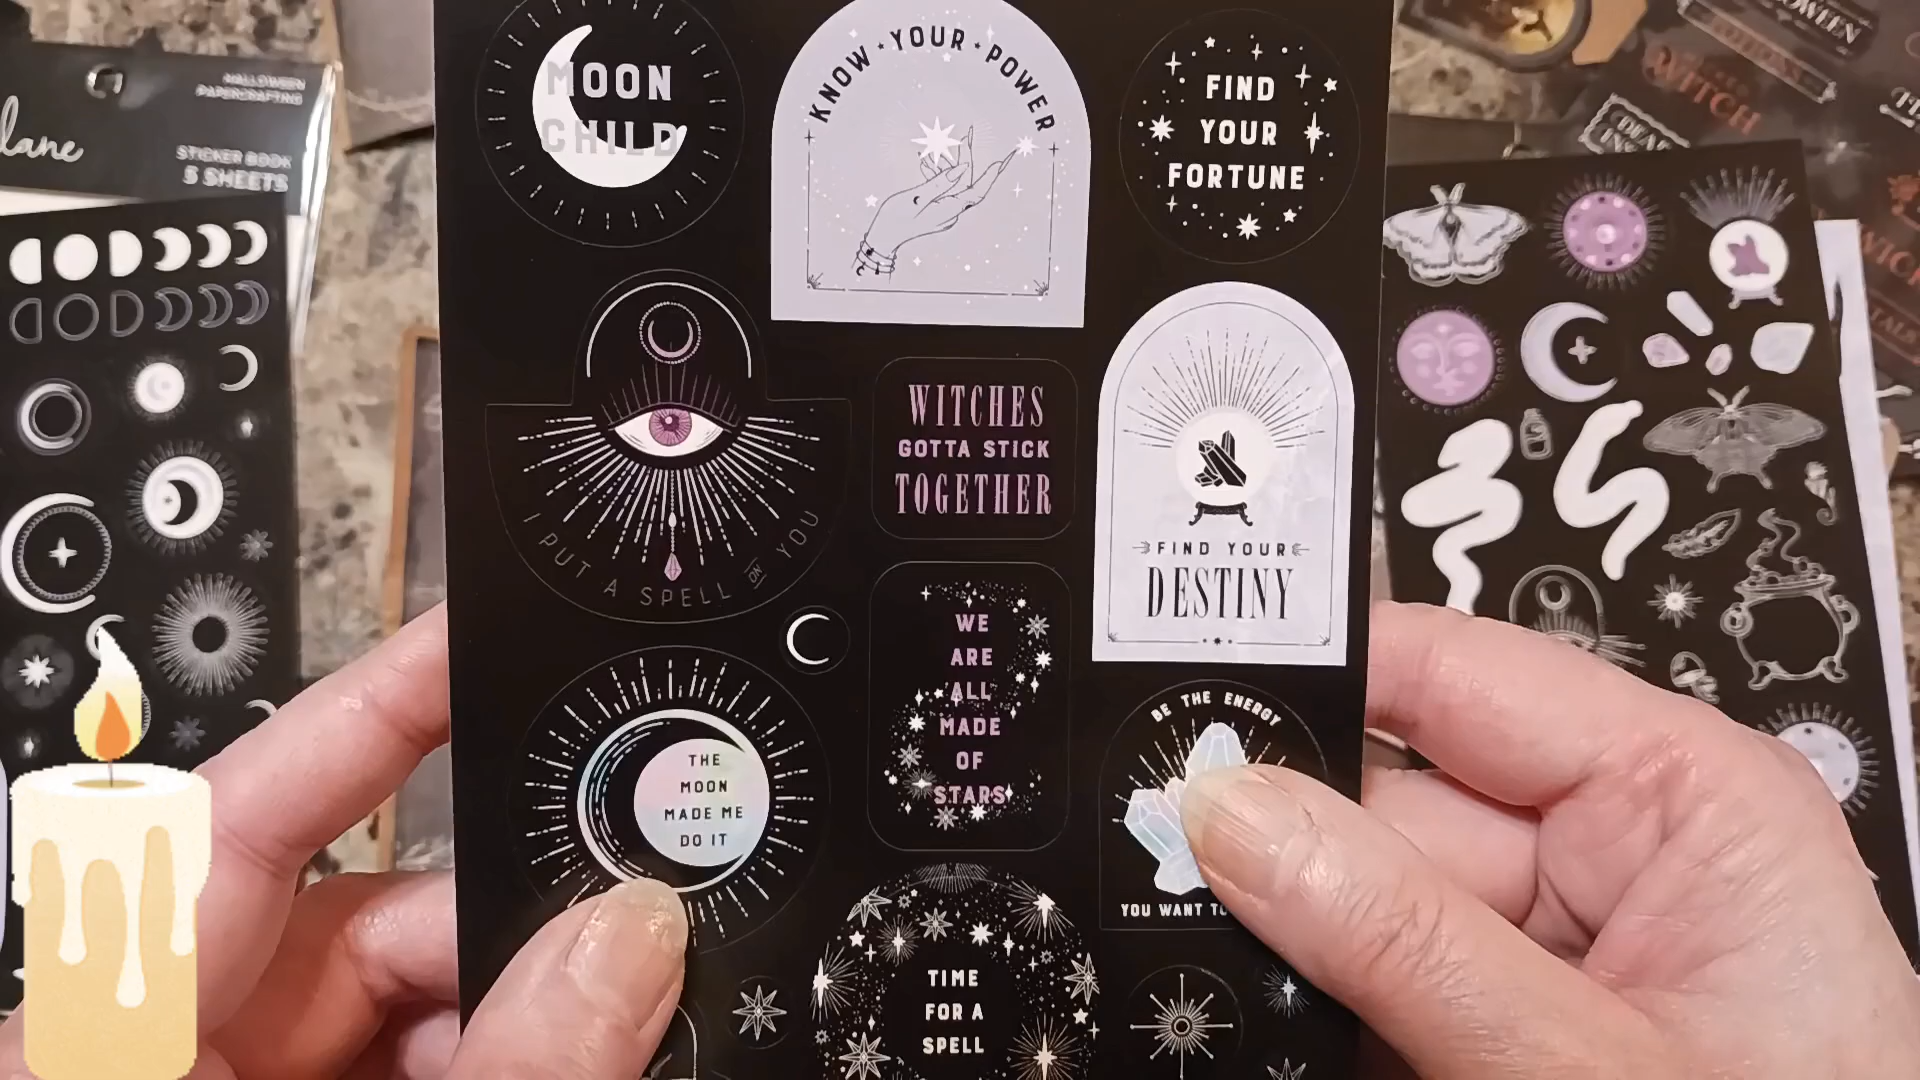 MOON
CHILD
KNOW • YOUR • POWER
FIND
YOUR
FORTUNE
lane
HALLOWEEN
PAPERCRAFTING
STICKER BOOK
5 SHEETS
WITCH
I PUT A SPELL ON YOU
WITCHES
GOTTA STICK
TOGETHER
FIND YOUR
DESTINY
WE
ARE
ALL
MADE
OF
STARS
THE
MOON
MADE ME
DO IT
BE THE ENERGY
YOU WANT TO
TIME
FOR A
SPELL